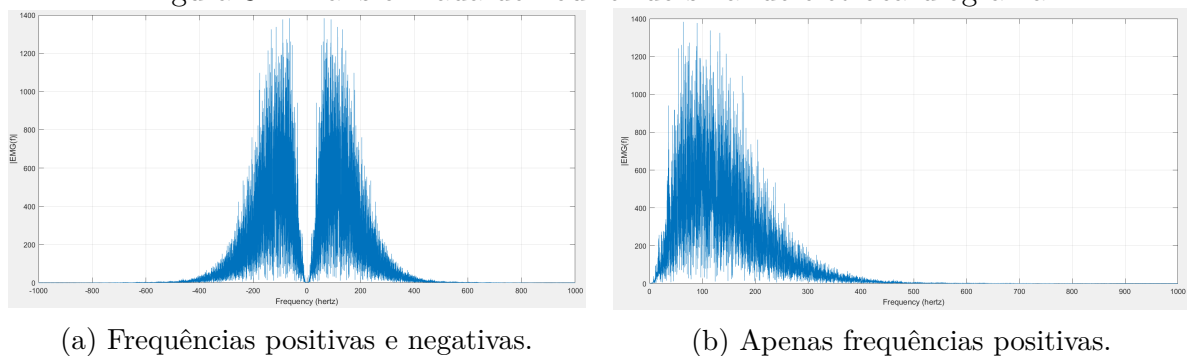 1400
1200
1000
800
600
400
200
0
|EMG(f)|
-1000 -800 -600 -400 -200 0 200 400 600 800 1000
Frequency (hertz)
(a) Frequências positivas e negativas.
1400
1200
1000
800
600
400
200
0
|EMG(f)|
0 100 200 300 400 500 600 700 800 900 1000
Frequency (hertz)
(b) Apenas frequências positivas.